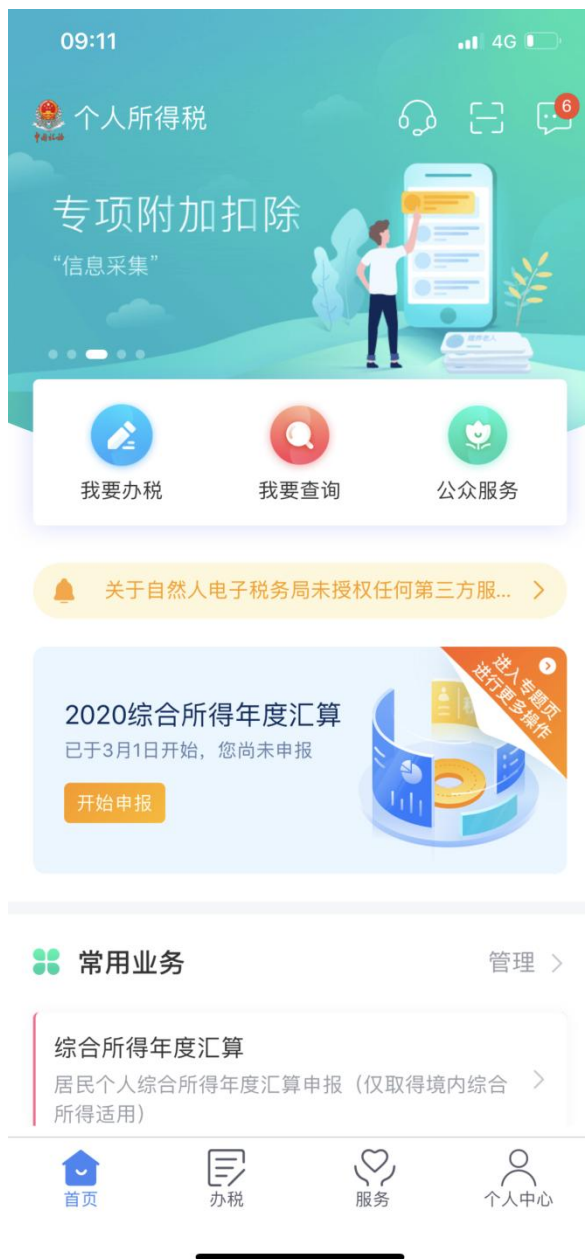 09:11
4G
中国税务
个人所得税
6
专项附加扣除
“信息采集”
我要办税
我要查询
公众服务
关于自然人电子税务局未授权任何第三方服...
进入专题页
进行更多操作
2020综合所得年度汇算
已于3月1日开始，您尚未申报
开始申报
常用业务
管理
综合所得年度汇算
居民个人综合所得年度汇算申报（仅取得境内综合
所得适用）
首页
办税
服务
个人中心